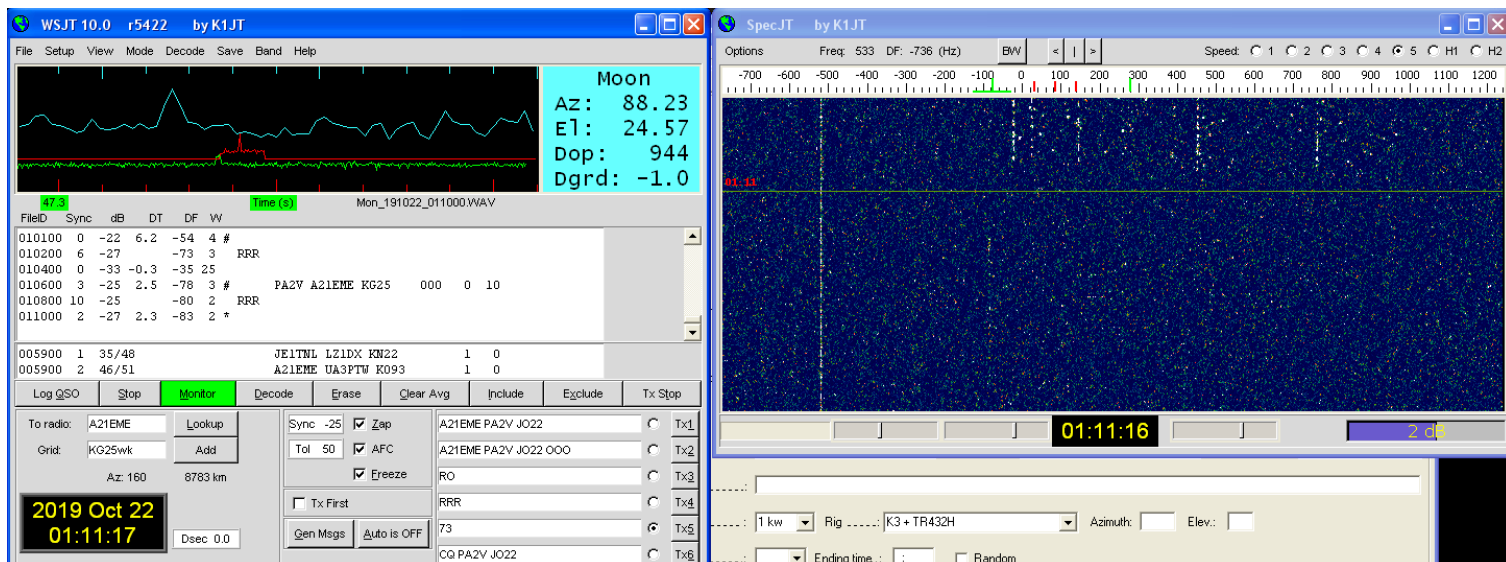 WSJT 10.0 r5422 by K1JT
File Setup View Mode Decode Save Band Help
Moon
Az: 88.23
El: 24.57
Dop: 944
Dgrd: -1.0
47.3 Time (s) Mon_191022_011000.WAV
FileID Sync dB DT DF W
010100 0 -22 6.2 -54 4 #
010200 6 -27 -73 3 RRR
010400 0 -33 -0.3 -35 25
010600 3 -25 2.5 -78 3 # PA2V A21EME KG25 000 0 10
010800 10 -25 -80 2 RRR
011000 2 -27 2.3 -83 2 *
005900 1 35/48 JE1TNL LZ1DX KN22 1 0
005900 2 46/51 A21EME UA3PTW KO93 1 0
Log QSO Stop Monitor Decode Erase Clear Avg Include Exclude Tx Stop
To radio: A21EME Lookup
Grid: KG25wk Add
Az: 160 8783 km
2019 Oct 22
01:11:17
Dsec 0.0
Sync -25 Zap
Tol 50 AFC
Freeze
Tx First
Gen Msgs Auto is OFF
A21EME PA2V JO22 Tx1
A21EME PA2V JO22 OOO Tx2
RO Tx3
RRR Tx4
73 Tx5
CQ PA2V JO22 Tx6
SpecJT by K1JT
Options Freq: 533 DF: -736 (Hz) BW < | > Speed: 1 2 3 4 5 H1 H2
-700 -600 -500 -400 -300 -200 -100 0 100 200 300 400 500 600 700 800 900 1000 1100 1200
01:11
01:11:16
2 dB
.......:
.....: 1 kw Rig .....: K3 + TR432H Azimuth: Elev.:
.....: Ending time..: : Random